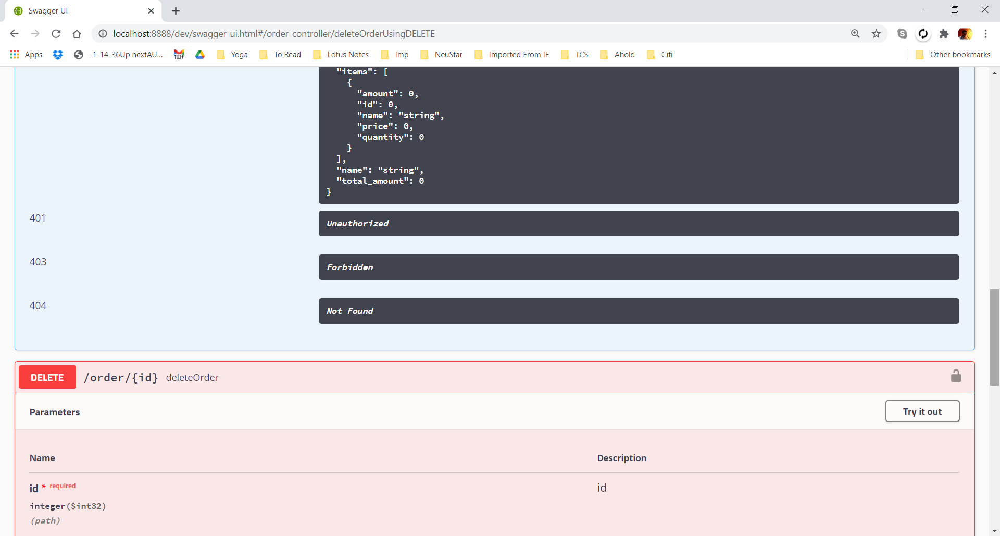 Swagger UI
localhost:8888/dev/swagger-ui.html#/order-controller/deleteOrderUsingDELETE
Apps _1_14_36Up nextAU... 100+ Yoga To Read Lotus Notes Imp NeuStar Imported From IE TCS Ahold Citi Other bookmarks
"items": [
{
"amount": 0,
"id": 0,
"name": "string",
"price": 0,
"quantity": 0
}
],
"name": "string",
"total_amount": 0
}
401 Unauthorized
403 Forbidden
404 Not Found
DELETE /order/{id} deleteOrder
Parameters Try it out
Name Description
id * required id
integer($int32)
(path)